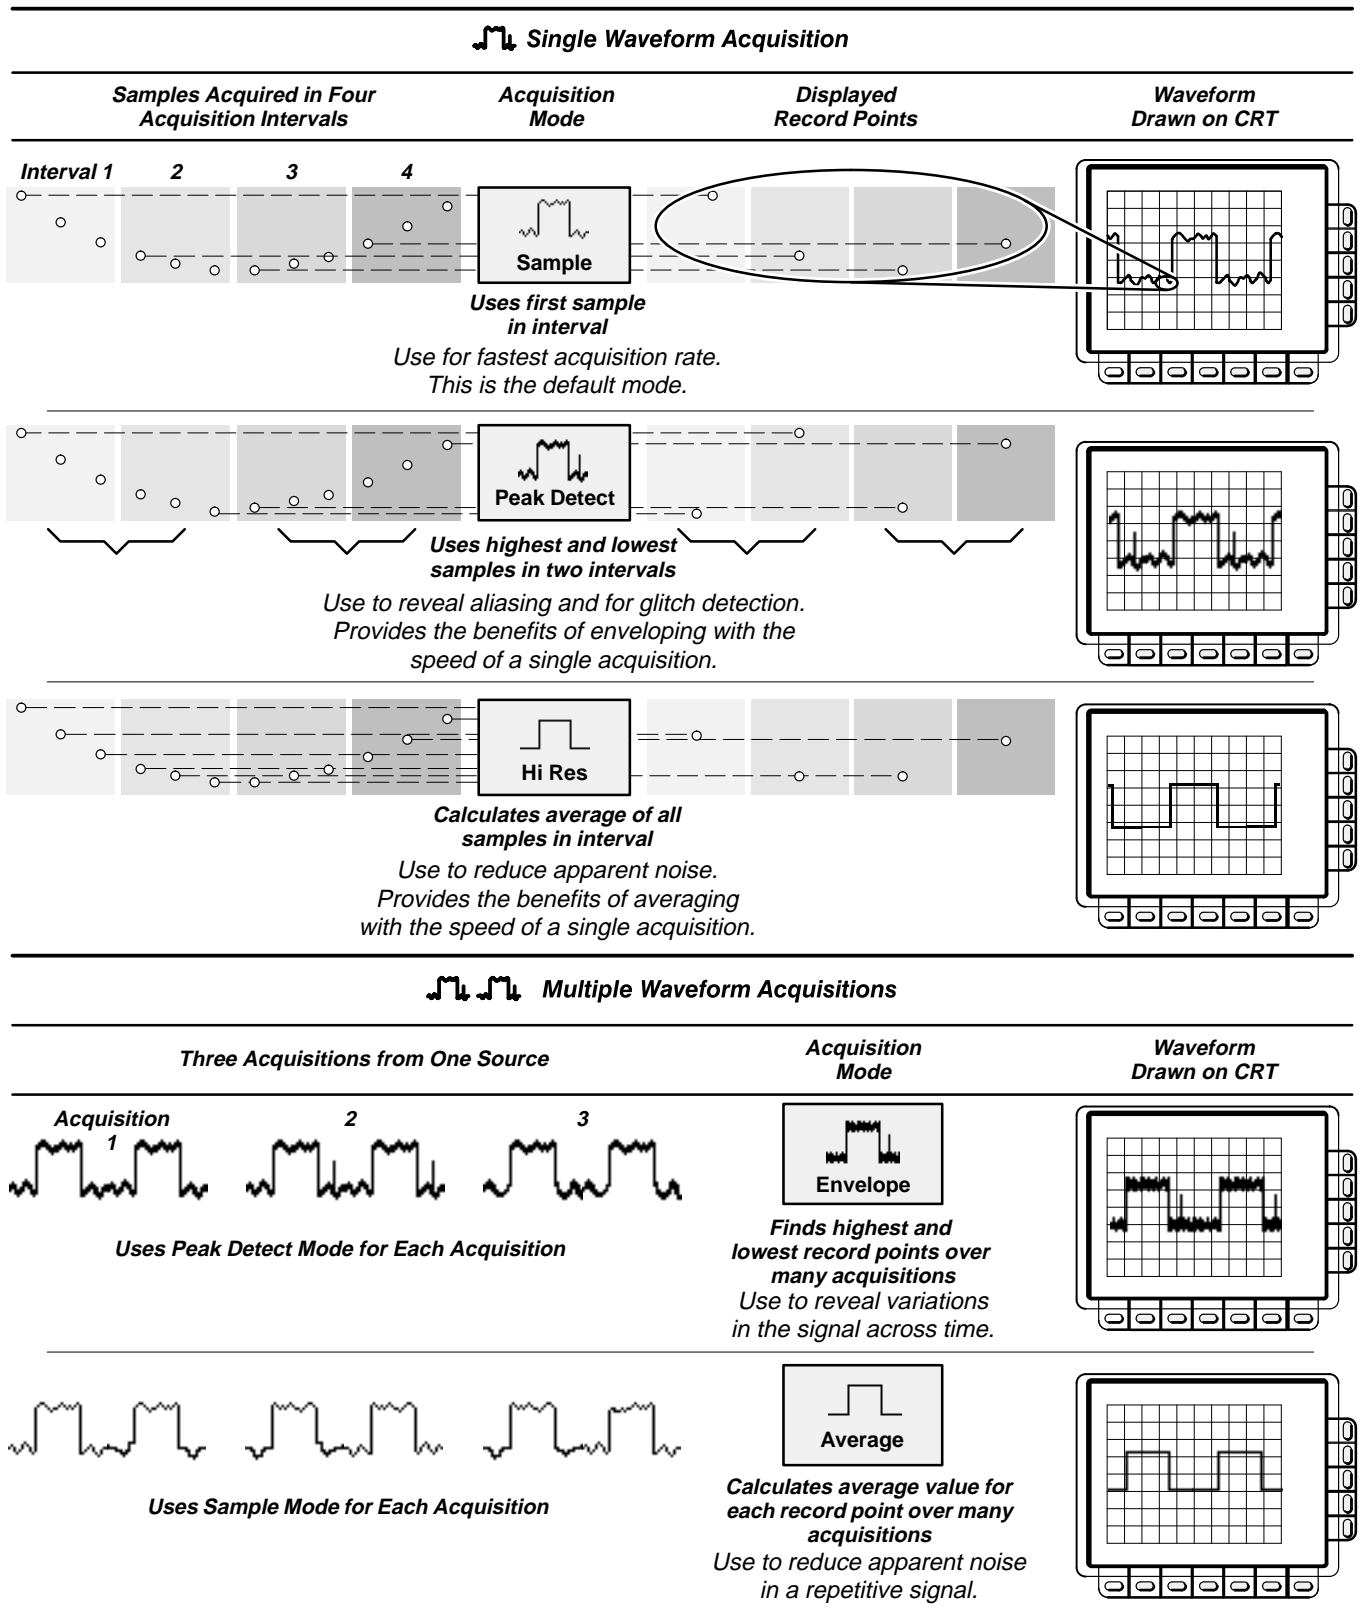 Single Waveform Acquisition
Samples Acquired in Four
Acquisition Intervals
Acquisition
Mode
Displayed
Record Points
Waveform
Drawn on CRT
Interval 1
2
3
4
Sample
Uses first sample
in interval
Use for fastest acquisition rate.
This is the default mode.
Peak Detect
Uses highest and lowest
samples in two intervals
Use to reveal aliasing and for glitch detection.
Provides the benefits of enveloping with the
speed of a single acquisition.
Hi Res
Calculates average of all
samples in interval
Use to reduce apparent noise.
Provides the benefits of averaging
with the speed of a single acquisition.
Multiple Waveform Acquisitions
Three Acquisitions from One Source
Acquisition
Mode
Waveform
Drawn on CRT
Acquisition
1
2
3
Uses Peak Detect Mode for Each Acquisition
Envelope
Finds highest and
lowest record points over
many acquisitions
Use to reveal variations
in the signal across time.
Uses Sample Mode for Each Acquisition
Average
Calculates average value for
each record point over many
acquisitions
Use to reduce apparent noise
in a repetitive signal.